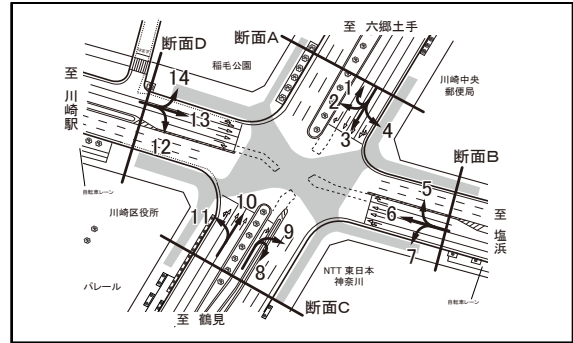 断面D
断面A
至 六郷土手
稲毛公園
川崎中央
郵便局
至 川崎駅
14
13
12
1
2
3
4
断面B
5
6
7
至 塩浜
自転車レーン
川崎区役所
11
10
9
8
パレール
NTT 東日本
神奈川
断面C
自転車レーン
至 鶴見